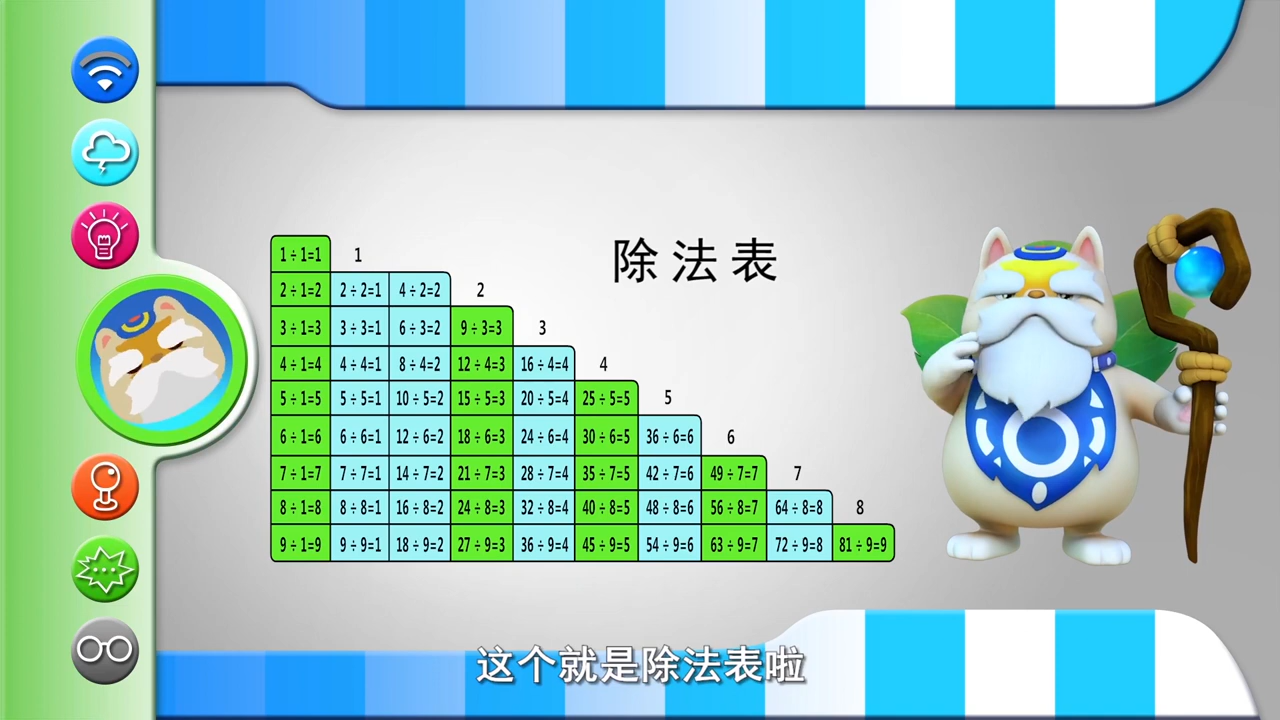 除法表
1÷1=1 1
2÷1=2 2÷2=1 4÷2=2 2
3÷1=3 3÷3=1 6÷3=2 9÷3=3 3
4÷1=4 4÷4=1 8÷4=2 12÷4=3 16÷4=4 4
5÷1=5 5÷5=1 10÷5=2 15÷5=3 20÷5=4 25÷5=5 5
6÷1=6 6÷6=1 12÷6=2 18÷6=3 24÷6=4 30÷6=5 36÷6=6 6
7÷1=7 7÷7=1 14÷7=2 21÷7=3 28÷7=4 35÷7=5 42÷7=6 49÷7=7 7
8÷1=8 8÷8=1 16÷8=2 24÷8=3 32÷8=4 40÷8=5 48÷8=6 56÷8=7 64÷8=8 8
9÷1=9 9÷9=1 18÷9=2 27÷9=3 36÷9=4 45÷9=5 54÷9=6 63÷9=7 72÷9=8 81÷9=9
这个就是除法表啦